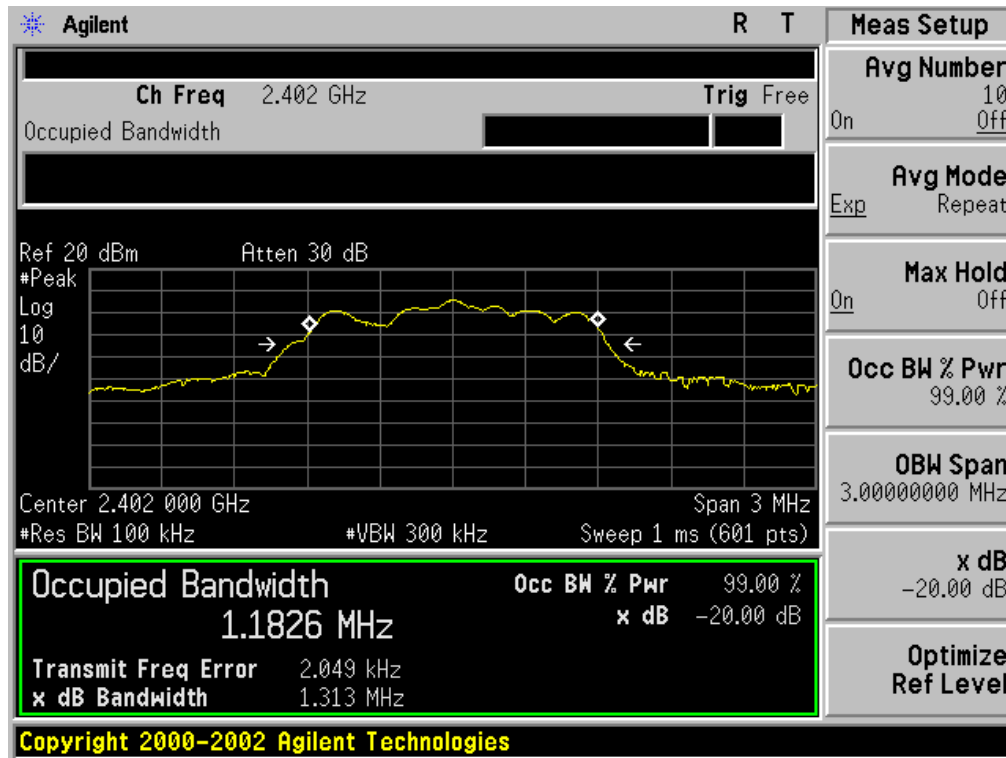 Agilent R T
Ch Freq 2.402 GHz Trig Free
Occupied Bandwidth
Ref 20 dBm Atten 30 dB
#Peak
Log
10
dB/
Center 2.402 000 GHz Span 3 MHz
#Res BW 100 kHz #VBW 300 kHz Sweep 1 ms (601 pts)
Occupied Bandwidth
1.1826 MHz
Occ BW % Pwr 99.00 %
x dB -20.00 dB
Transmit Freq Error 2.049 kHz
x dB Bandwidth 1.313 MHz
Copyright 2000-2002 Agilent Technologies
Meas Setup
Avg Number
10
On Off
Avg Mode
Exp Repeat
Max Hold
On Off
Occ BW % Pwr
99.00 %
OBW Span
3.00000000 MHz
x dB
-20.00 dB
Optimize
Ref Level